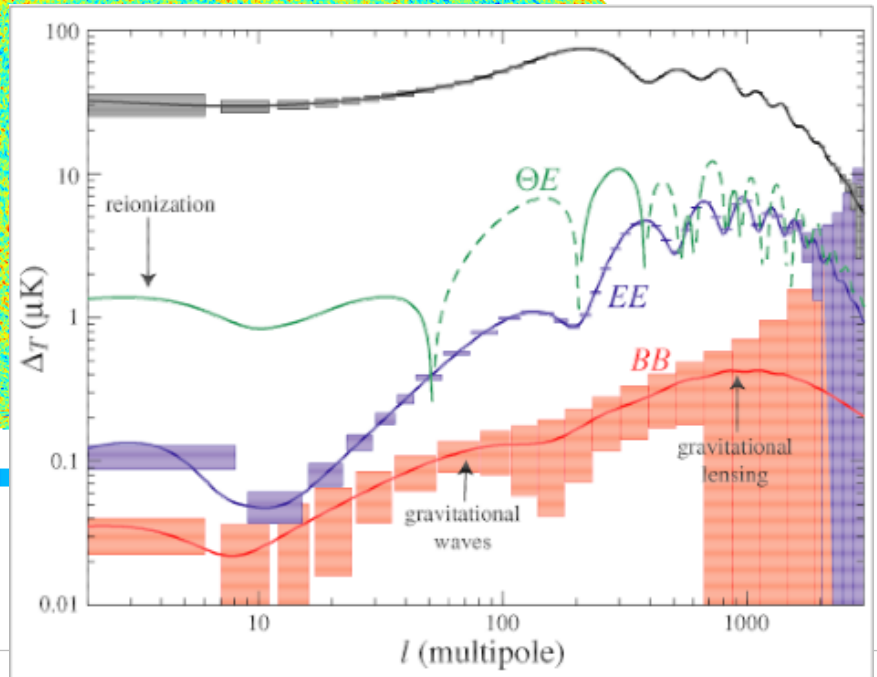 100
10
1
0.1
0.01
Δ_T (μK)
reionization
ΘE
EE
BB
gravitational
waves
gravitational
lensing
10
100
1000
l (multipole)